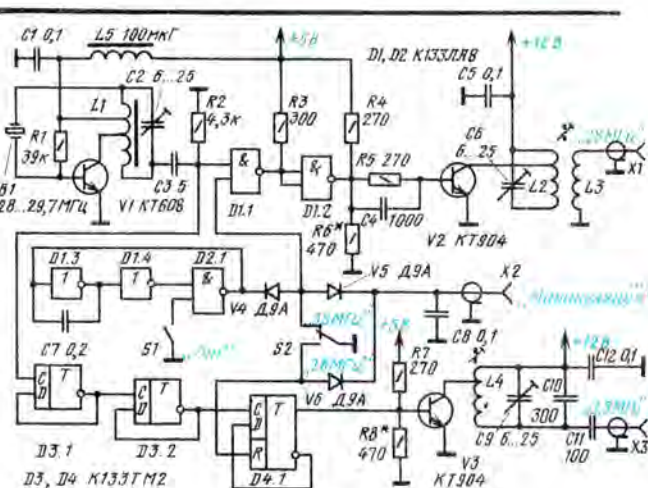 C1 0,1
L5 100мкГ
+5В
+12В
D1, D2 К133ЛА8
C2 6...25
L1
R2 4,3к
R3 300
R4 270
C5 0,1
R1 39к
C6 6...25
„28МГц"
R5 270
L2
L3
X1
B1 28...29,7МГц
V1 КТ608
C3 5
&
D1.1
&
D1.2
C4 1000
R6* 470
V2 КТ904
D1.3
D1.4
D2.1
1
1
&
V5 Д9А
X2
V4 Д9А
C8 0,1
C7 0,2
S1
S2
„28МГц"
+5В
+12В
C12 0,1
V6 Д9А
R7 270
L4
C10 300
C D T
D3.1
C D T
D3.2
C D R T
D4.1
R8* 470
C9 6...25
C11 100
X3
V3 КТ904
D3, D4 К133ТМ2